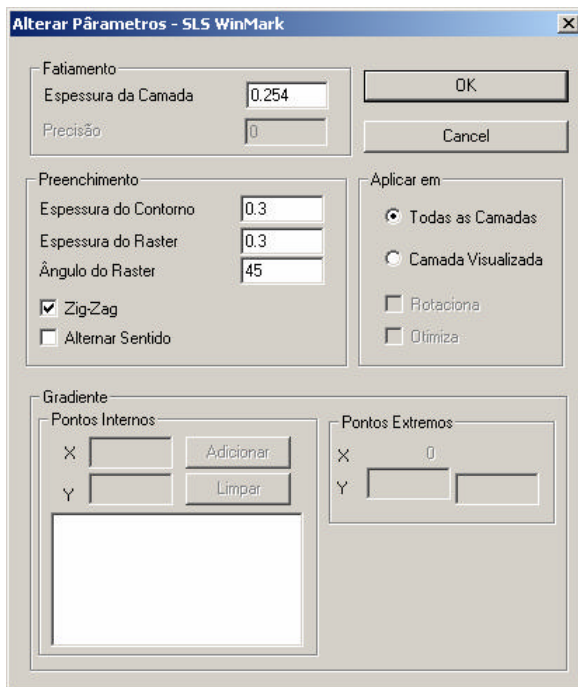 Alterar Pârametros - SLS WinMark
Fatiamento
Espessura da Camada 0.254
Precisão 0
OK
Cancel
Preenchimento
Espessura do Contorno 0.3
Espessura do Raster 0.3
Ângulo do Raster 45
Zig-Zag
Alternar Sentido
Aplicar em
Todas as Camadas
Camada Visualizada
Rotaciona
Otimiza
Gradiente
Pontos Internos
X Adicionar
Y Limpar
Pontos Extremos
X 0
Y